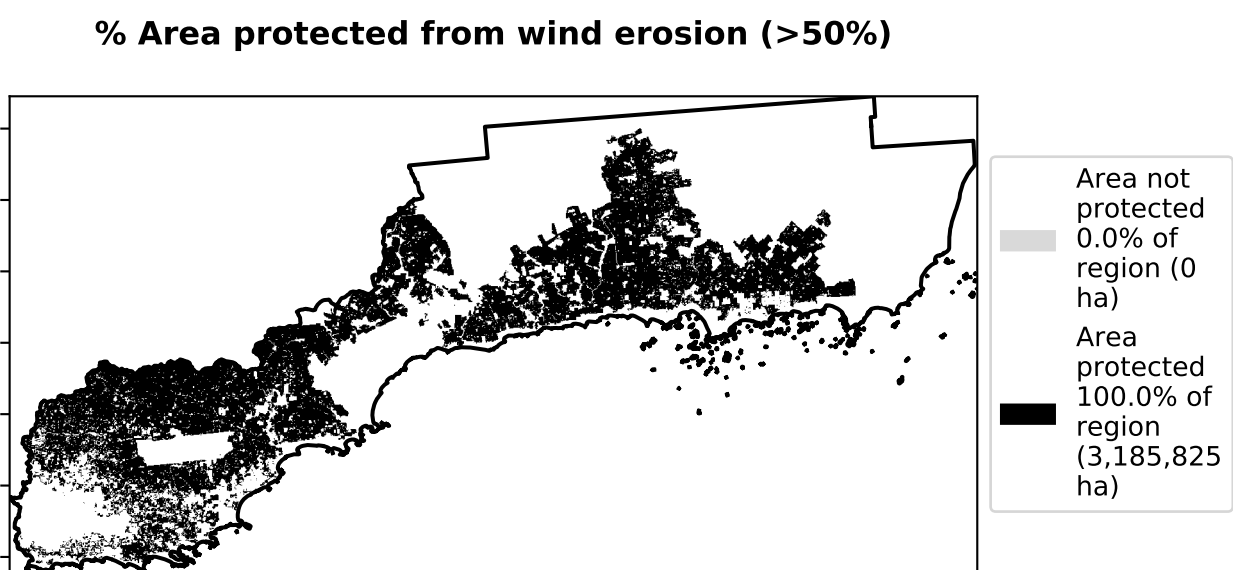 % Area protected from wind erosion (>50%)
Area not
protected
0.0% of
region (0
ha)
Area
protected
100.0% of
region
(3,185,825
ha)